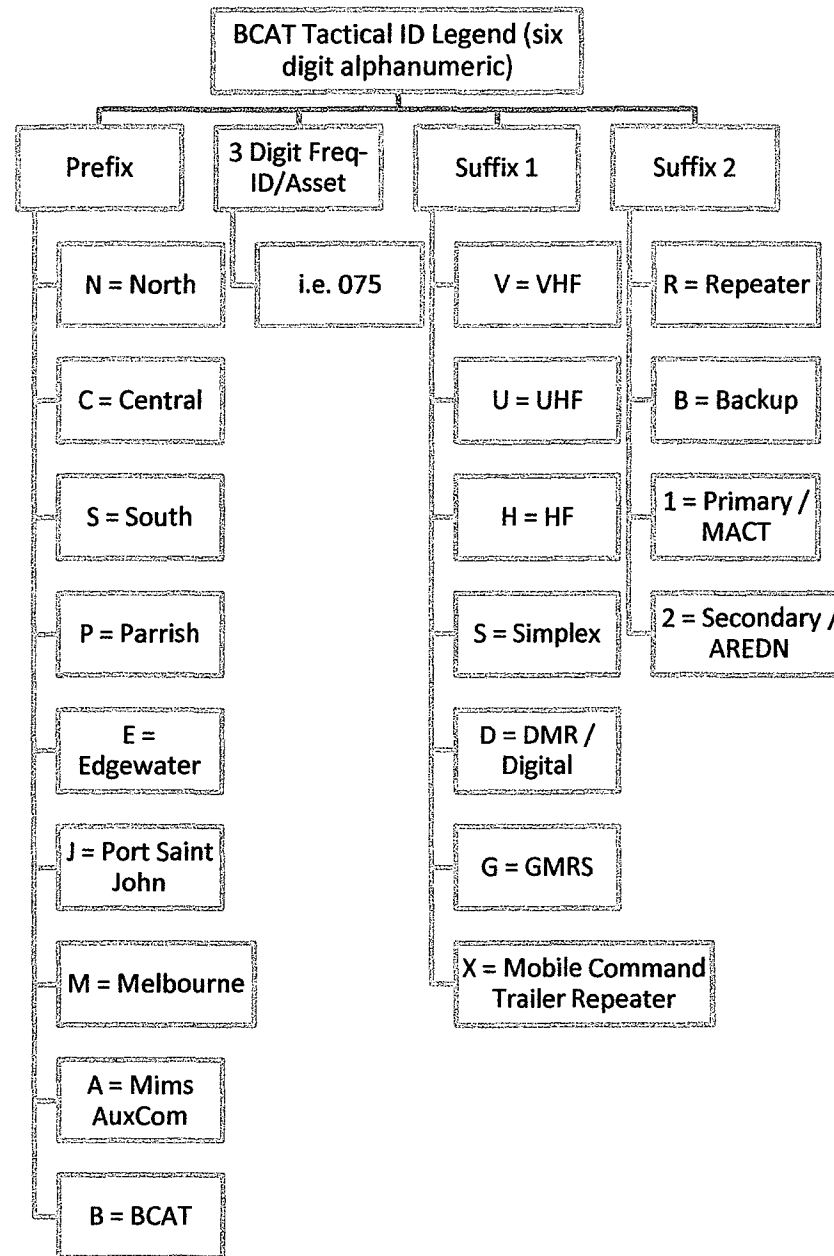 BCAT Tactical ID Legend (six
digit alphanumeric)
Prefix
N = North
C = Central
S = South
P = Parrish
E =
Edgewater
J = Port Saint
John
M = Melbourne
A = Mims
AuxCom
B = BCAT
3 Digit Freq-
ID/Asset
i.e. 075
Suffix 1
V = VHF
U = UHF
H = HF
S = Simplex
D = DMR /
Digital
G = GMRS
X = Mobile Command
Trailer Repeater
Suffix 2
R = Repeater
B = Backup
1 = Primary /
MACT
2 = Secondary /
AREDN